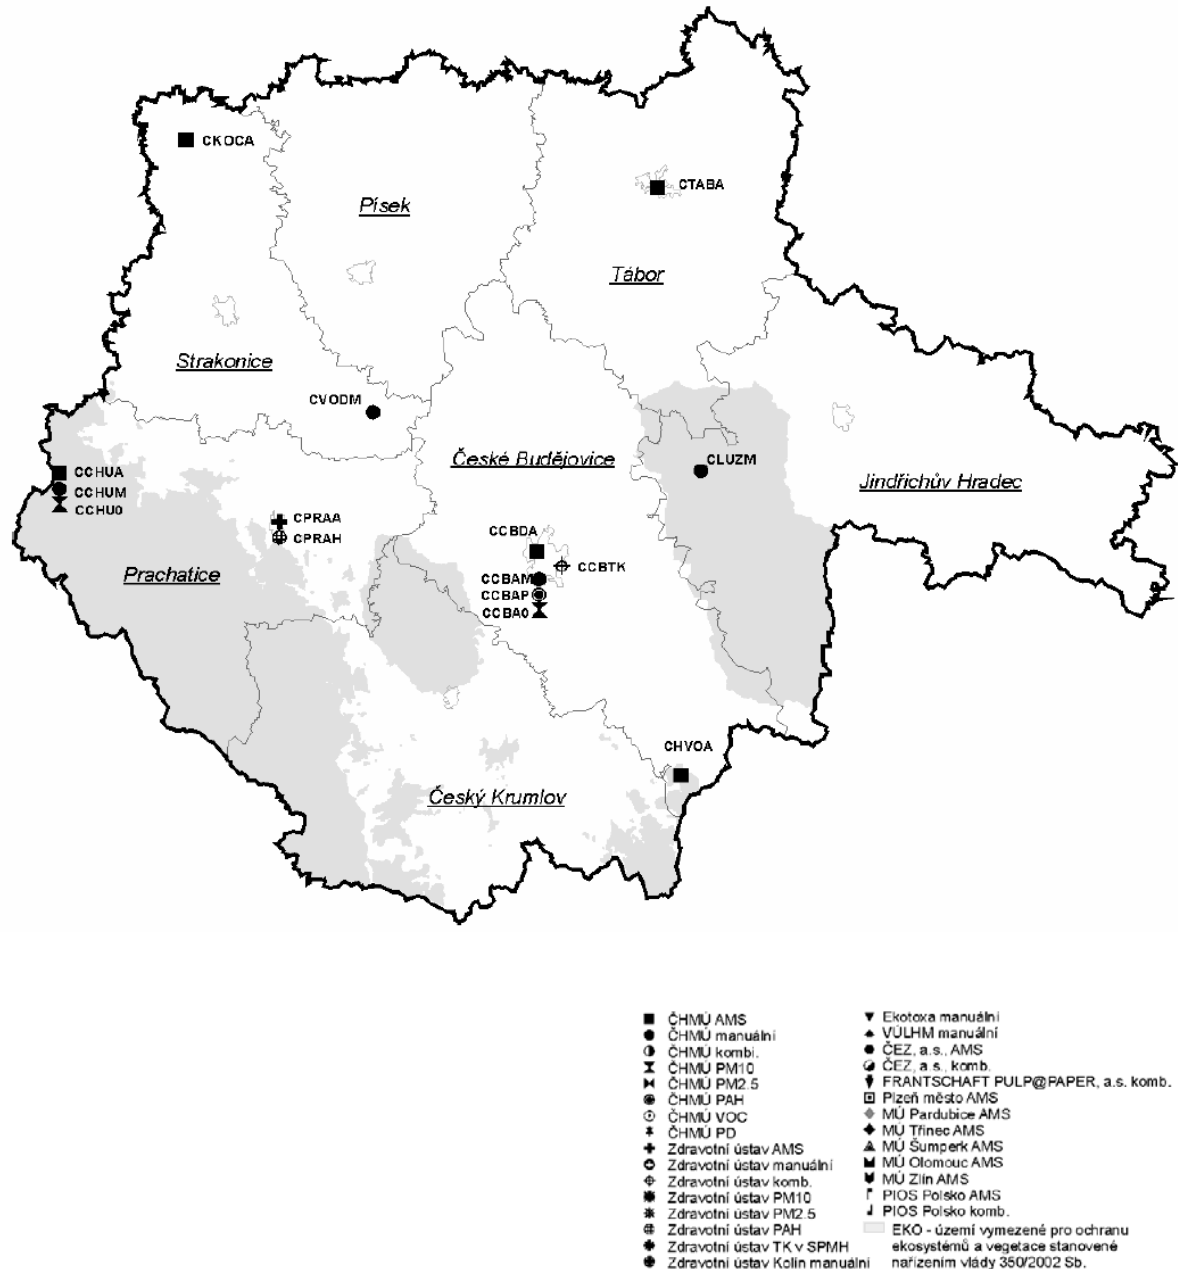 CKOCA
CTABA
Písek
Tábor
Strakonice
CVODM
CCHUA
CCHUM
CCHU0
České Budějovice
CLUZM
Jindřichův Hradec
CPRAA
CPRAH
CCBDA
CCBTK
Prachatice
CCBAM
CCBAP
CCBA0
CHVOA
Český Krumlov
ČHMÚ AMS
ČHMÚ manuální
ČHMÚ kombi.
ČHMÚ PM10
ČHMÚ PM2.5
ČHMÚ PAH
ČHMÚ VOC
ČHMÚ PD
Zdravotní ústav AMS
Zdravotní ústav manuální
Zdravotní ústav komb.
Zdravotní ústav PM10
Zdravotní ústav PM2.5
Zdravotní ústav PAH
Zdravotní ústav TK v SPMH
Zdravotní ústav Kolín manuální
Ekotoxa manuální
VÚLHM manuální
ČEZ, a.s., AMS
ČEZ, a.s., komb.
FRANTSCHAFT PULP@PAPER, a.s. komb.
Plzeň město AMS
MÚ Pardubice AMS
MÚ Třinec AMS
MÚ Šumperk AMS
MÚ Olomouc AMS
MÚ Zlín AMS
PIOS Polsko AMS
PIOS Polsko komb.
EKO - území vymezené pro ochranu
ekosystémů a vegetace stanovené
nařízením vlády 350/2002 Sb.